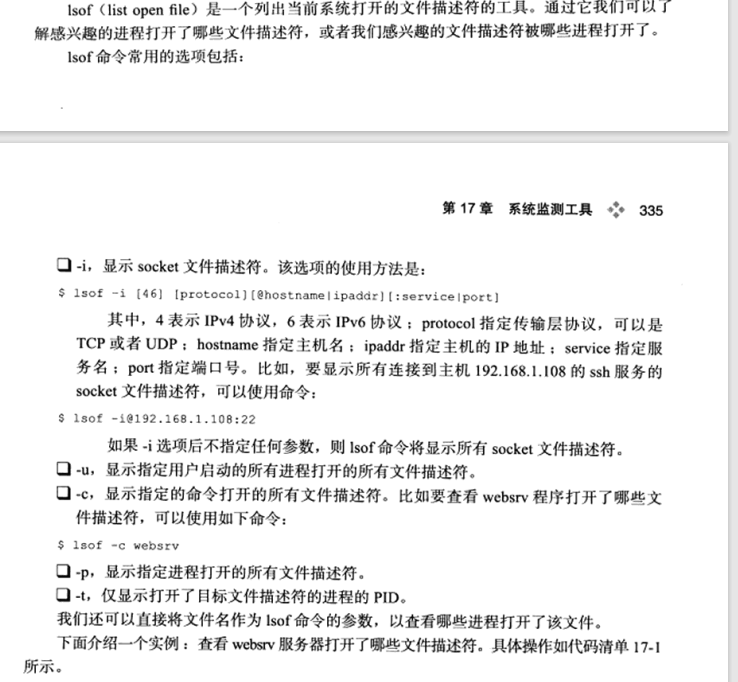 lsof（list open file）是一个列出当前系统打开的文件描述符的工具。通过它我们可以了
解感兴趣的进程打开了哪些文件描述符，或者我们感兴趣的文件描述符被哪些进程打开了。
lsof 命令常用的选项包括：
第 17 章 系统监测工具 335
❑ -i，显示 socket 文件描述符。该选项的使用方法是：
$ lsof -i [46] [protocol][@hostname|ipaddr][:service|port]
其中，4 表示 IPv4 协议，6 表示 IPv6 协议；protocol 指定传输层协议，可以是
TCP 或者 UDP；hostname 指定主机名；ipaddr 指定主机的 IP 地址；service 指定服
务名；port 指定端口号。比如，要显示所有连接到主机 192.168.1.108 的 ssh 服务的
socket 文件描述符，可以使用命令：
$ lsof -i@192.168.1.108:22
如果 -i 选项后不指定任何参数，则 lsof 命令将显示所有 socket 文件描述符。
❑ -u，显示指定用户启动的所有进程打开的所有文件描述符。
❑ -c，显示指定的命令打开的所有文件描述符。比如要查看 websrv 程序打开了哪些文
件描述符，可以使用如下命令：
$ lsof -c websrv
❑ -p，显示指定进程打开的所有文件描述符。
❑ -t，仅显示打开了目标文件描述符的进程的 PID。
我们还可以直接将文件名作为 lsof 命令的参数，以查看哪些进程打开了该文件。
下面介绍一个实例：查看 websrv 服务器打开了哪些文件描述符。具体操作如代码清单 17-1
所示。